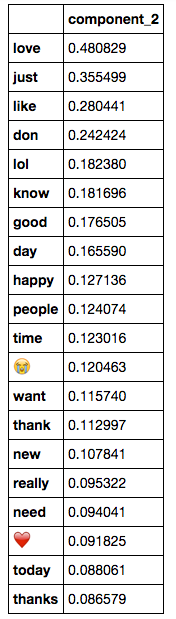 component_2
love 0.480829
just 0.355499
like 0.280441
don 0.242424
lol 0.182380
know 0.181696
good 0.176505
day 0.165590
happy 0.127136
people 0.124074
time 0.123016
😭 0.120463
want 0.115740
thank 0.112997
new 0.107841
really 0.095322
need 0.094041
❤️ 0.091825
today 0.088061
thanks 0.086579